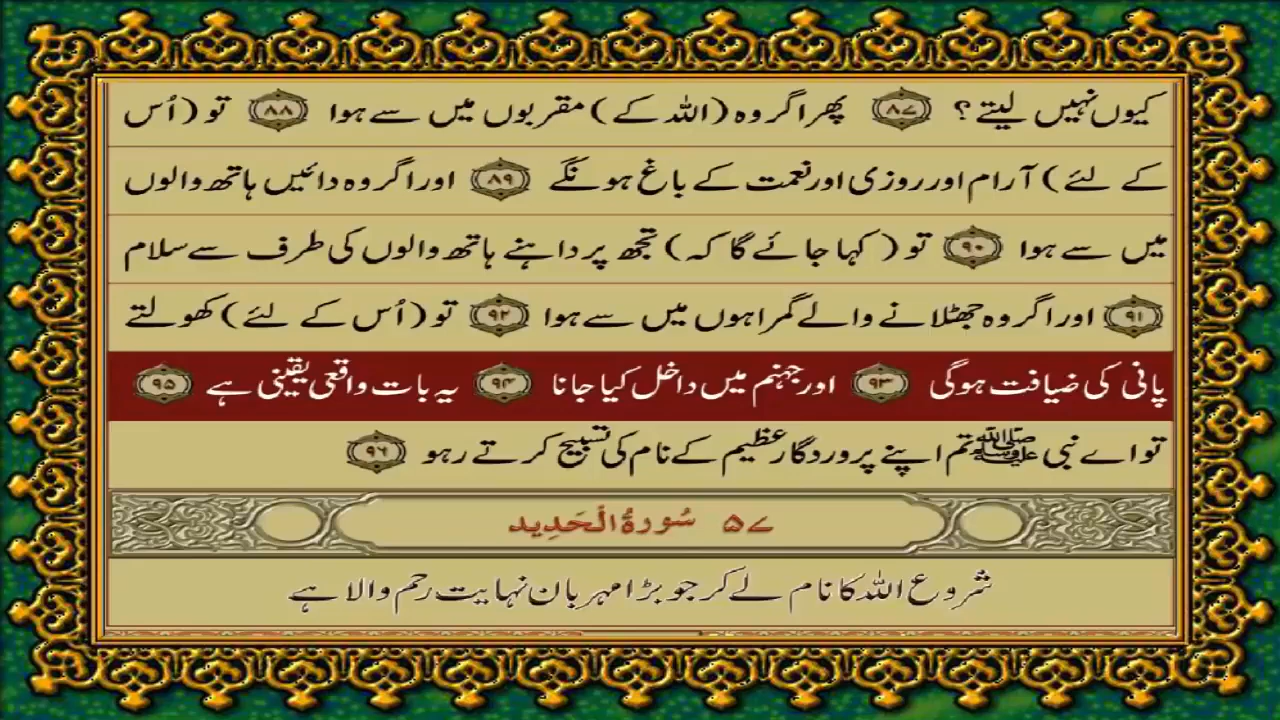 کیوں نہیں لیتے؟ ۸۷ پھر اگر وہ (اللہ کے) مقربوں میں سے ہوا ۸۸ تو (اُس
کے لئے) آرام اور روزی اور نعمت کے باغ ہونگے ۸۹ اور اگر وہ دائیں ہاتھ والوں
میں سے ہوا ۹۰ تو (کہا جائے گا کہ) تجھ پر داہنے ہاتھ والوں کی طرف سے سلام
۹۱ اور اگر وہ جھٹلانے والے گمراہوں میں سے ہوا ۹۲ تو (اُس کے لئے) کھولتے
پانی کی ضیافت ہوگی ۹۳ اور جہنم میں داخل کیا جانا ۹۴ یہ بات واقعی یقینی ہے ۹۵
تو اے نبی ﷺ تم اپنے پروردگار عظیم کے نام کی تسبیح کرتے رہو ۹۶
۵۷ سُورۃُ الْحَدِید
شروع اللہ کا نام لے کر جو بڑا مہربان نہایت رحم والا ہے